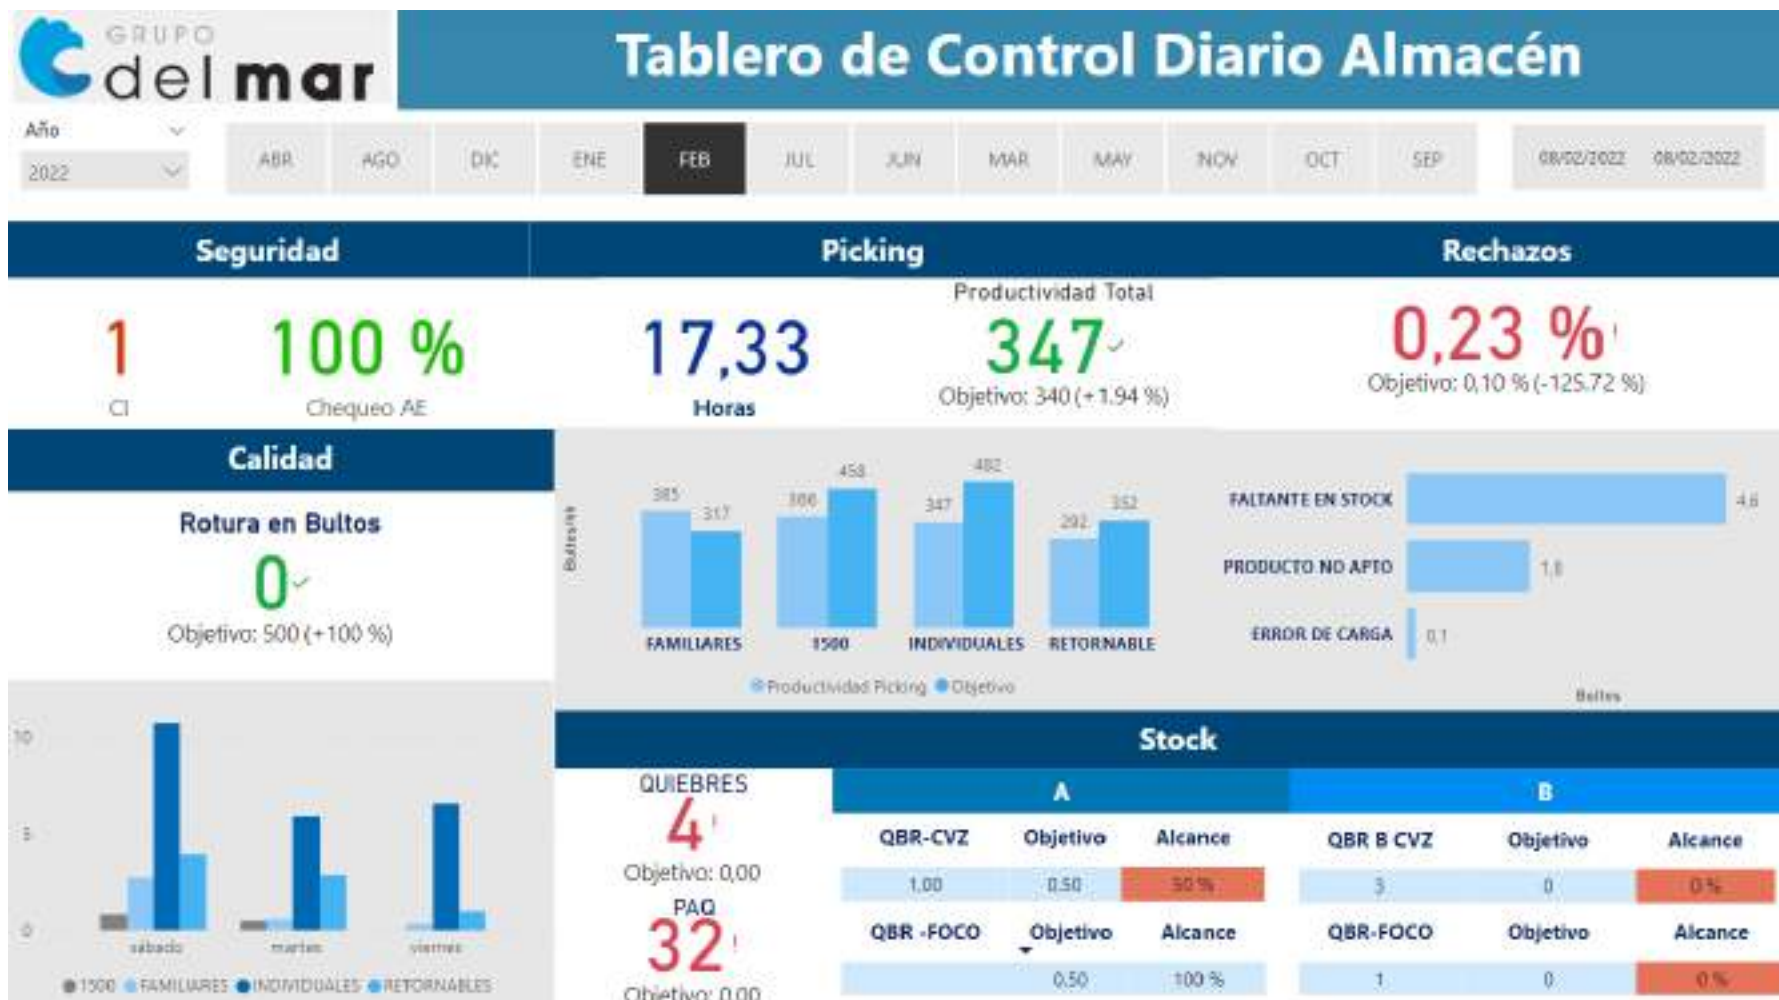 GRUPO
del mar
Tablero de Control Diario Almacén
Año
2022
ABR AGO DIC ENE FEB JUL JUN MAR MAY NOV OCT SEP
08/02/2022 08/02/2022
Seguridad
1
CI
100 %
Chequeo AE
Picking
17,33
Horas
Productividad Total
347
Objetivo: 340 (+1.94 %)
Rechazos
0,23 %!
Objetivo: 0,10 % (-125.72 %)
Calidad
Rotura en Bultos
0
Objetivo: 500 (+100 %)
10
5
0
sábado martes viernes
1500 FAMILIARES INDIVIDUALES RETORNABLES
385 317 366 458 347 482 292 352
FAMILIARES 1500 INDIVIDUALES RETORNABLE
Productividad Picking Objetivo
FALTANTE EN STOCK 4,6
PRODUCTO NO APTO 1,8
ERROR DE CARGA 0,1
Bultos
Stock
QUIEBRES
4!
Objetivo: 0,00
PAQ
32!
Objetivo: 0,00
A
QBR-CVZ Objetivo Alcance
1,00 0,50 50 %
QBR -FOCO Objetivo Alcance
0,50 100 %
B
QBR B CVZ Objetivo Alcance
3 0 0 %
QBR-FOCO Objetivo Alcance
1 0 0 %